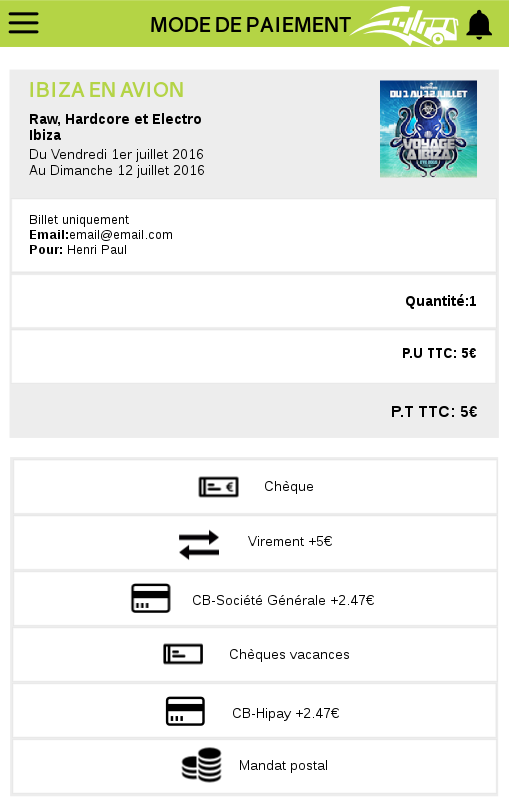 MODE DE PAIEMENT
IBIZA EN AVION
Raw, Hardcore et Electro
Ibiza
Du Vendredi 1er juillet 2016
Au Dimanche 12 juillet 2016
DU 1 AU 12 JUILLET
VOYAGE
A IBIZA
Billet uniquement
Email:email@email.com
Pour: Henri Paul
Quantité:1
P.U TTC: 5€
P.T TTC: 5€
€
Chèque
Virement +5€
CB-Société Générale +2.47€
Chèques vacances
CB-Hipay +2.47€
Mandat postal